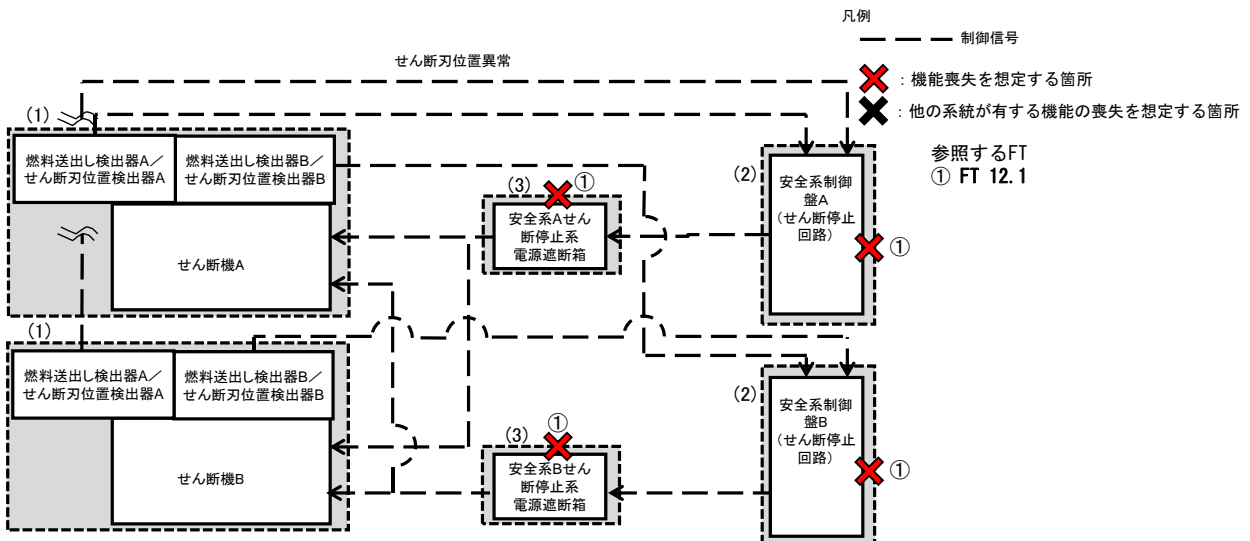 凡例
制御信号
せん断刃位置異常
：機能喪失を想定する箇所
：他の系統が有する機能の喪失を想定する箇所
参照するFT
① FT 12.1
(1)
燃料送出し検出器A／
せん断刃位置検出器A
燃料送出し検出器B／
せん断刃位置検出器B
せん断機A
(3)
①
安全系Aせん
断停止系
電源遮断箱
(2)
安全系制御
盤A
（せん断停止
回路）
①
(1)
燃料送出し検出器A／
せん断刃位置検出器A
燃料送出し検出器B／
せん断刃位置検出器B
せん断機B
(3)
①
安全系Bせん
断停止系
電源遮断箱
(2)
安全系制御
盤B
（せん断停止
回路）
①